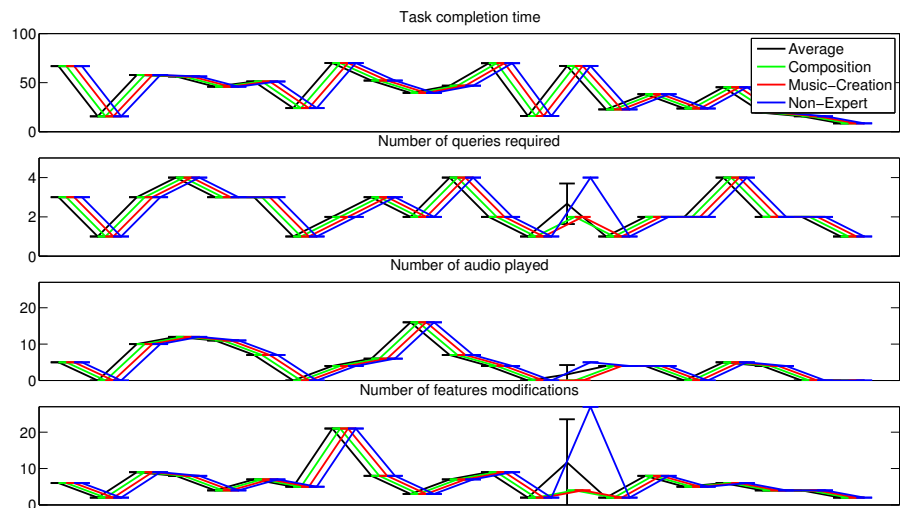 Task completion time
100
50
0
Average
Composition
Music-Creation
Non-Expert
Number of queries required
4
2
0
Number of audio played
20
10
0
Number of features modifications
20
10
0